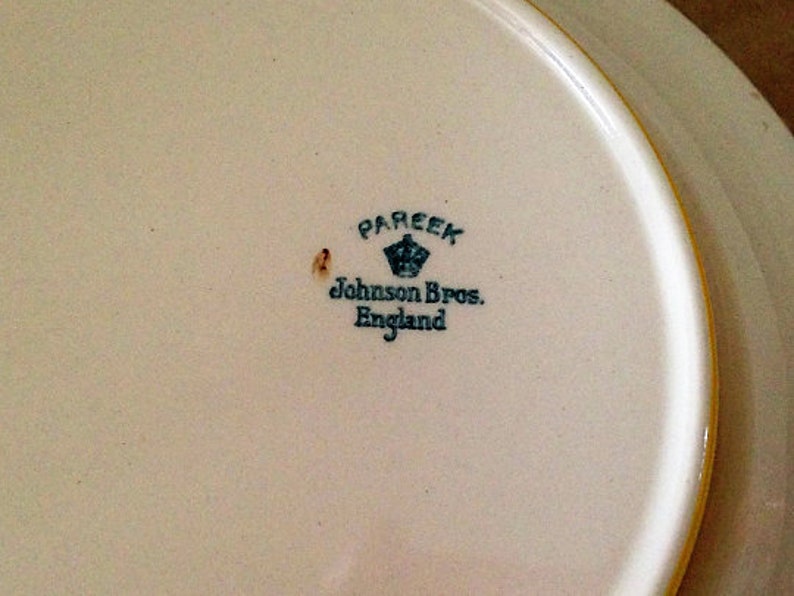 PAREEK
Johnson Bros.
England